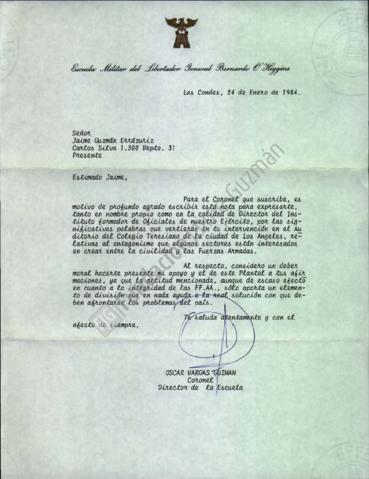 Escuela Militar del Libertador General Bernardo O'Higgins
Las Condes, 24 de Enero de 1984.
Señor
Jaime Guzmán Errázuriz
Carlos Silva 1.300 Depto. 31
Presente
Estimado Jaime,
Para el Coronel que suscribe, es
motivo de profundo agrado escribir esta nota para expresarte,
tanto en nombre propio como en la calidad de Director del Ins-
tituto formador de Oficiales de nuestro Ejército, por las sig-
nificativas palabras que vertieras en tu intervención en el Au
ditorio del Colegio Teresiano de la ciudad de Los Angeles, re-
lativas al antagonismo que algunos sectores están interesados
en crear entre la civilidad y las Fuerzas Armadas.
Al respecto, considero un deber
moral hacerte presente mi apoyo y el de este Plantel a tus afir
maciones, ya que la actitud mencionada, aunque de escaso efecto
en cuanto a la integridad de las FF.AA., sólo aporta un elemen-
to de división que en nada ayuda a la real solución con que de-
ben afrontarse los problemas del país.
Te saluda atentamente y con el
afecto de siempre,
OSCAR VARGAS GUZMAN
Coronel
Director de la Escuela